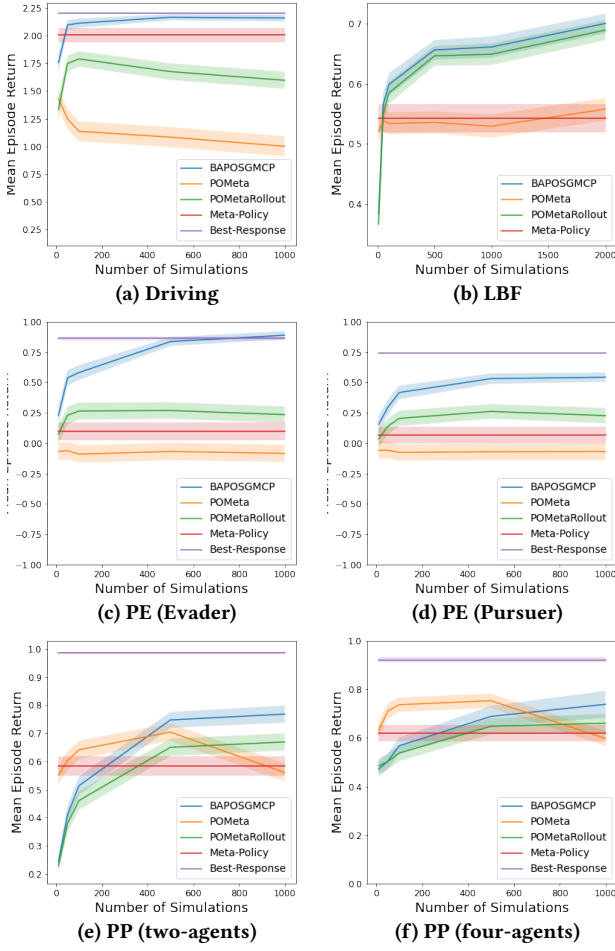 2.25
2.00
1.75
1.50
1.25
1.00
0.75
0.50
0.25
Mean Episode Return
0 200 400 600 800 1000
Number of Simulations
BAPOSGMCP
POMeta
POMetaRollout
Meta-Policy
Best-Response
(a) Driving
0.7
0.6
0.5
0.4
Mean Episode Return
0 500 1000 1500 2000
Number of Simulations
BAPOSGMCP
POMeta
POMetaRollout
Meta-Policy
(b) LBF
1.00
0.75
0.50
0.25
0.00
−0.25
−0.50
−0.75
−1.00
0 200 400 600 800 1000
Number of Simulations
BAPOSGMCP
POMeta
POMetaRollout
Meta-Policy
Best-Response
(c) PE (Evader)
1.00
0.75
0.50
0.25
0.00
−0.25
−0.50
−0.75
−1.00
0 200 400 600 800 1000
Number of Simulations
BAPOSGMCP
POMeta
POMetaRollout
Meta-Policy
Best-Response
(d) PE (Pursuer)
1.0
0.9
0.8
0.7
0.6
0.5
0.4
0.3
0.2
Mean Episode Return
0 200 400 600 800 1000
Number of Simulations
BAPOSGMCP
POMeta
POMetaRollout
Meta-Policy
Best-Response
(e) PP (two-agents)
1.0
0.8
0.6
0.4
0.2
0.0
Mean Episode Return
0 200 400 600 800 1000
Number of Simulations
BAPOSGMCP
POMeta
POMetaRollout
Meta-Policy
Best-Response
(f) PP (four-agents)